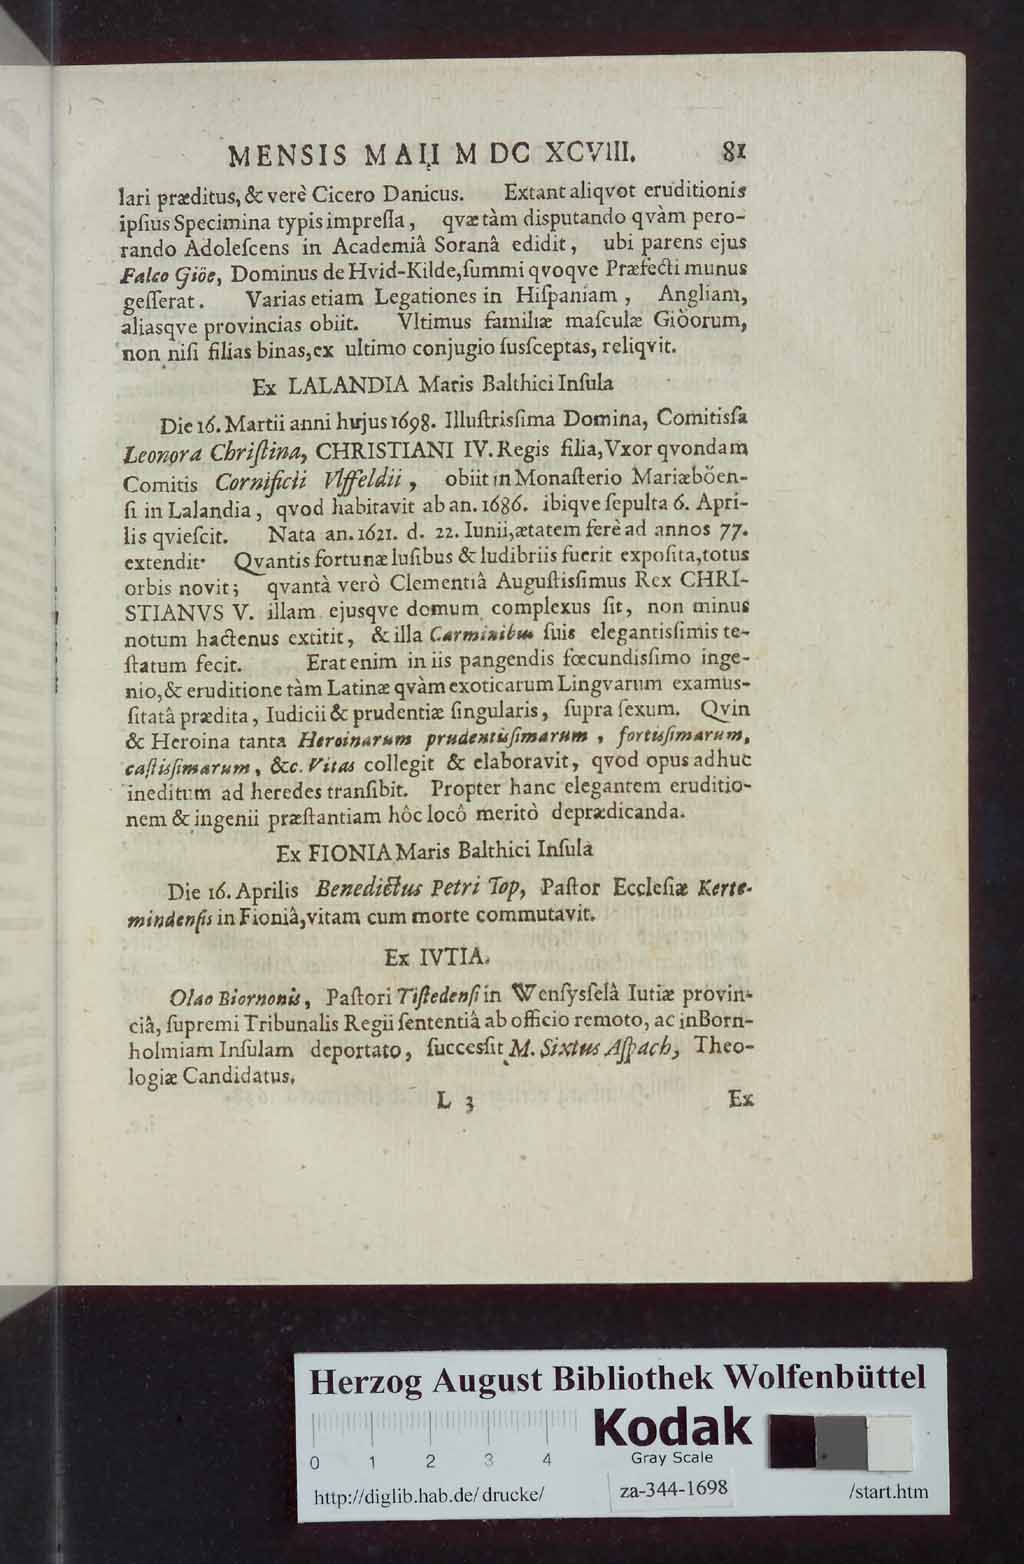 MENSIS MAIJ M DC XCVIII. 81
lari præditus, & verè Cicero Danicus. Extant aliqvot eruditionis
ipſius Specimina typis impreſſa, qvæ tàm disputando qvàm pero-
rando Adoleſcens in Academiâ Soranâ edidit, ubi parens ejus
Falco Gjöe, Dominus de Hvid-Kilde, ſummi qvoqve Præfecti munus
geſſerat. Varias etiam Legationes in Hiſpaniam, Angliam,
aliasqve provincias obiit. Vltimus familiæ maſculæ Giöorum,
non niſi filias binas, ex ultimo conjugio ſusſceptas, reliqvit.
Ex LALANDIA Maris Balthici Inſula
Die 16. Martii anni hujus 1698. Illuſtrisſima Domina, Comitisſa
Leonora Chriſtina, CHRISTIANI IV. Regis filia, Vxor qvondam
Comitis Cornificii Vlffeldii, obiit in Monaſterio Mariæböen-
ſi in Lalandia, qvod habitavit ab an. 1686. ibiqve ſepulta 6. Apri-
lis qvieſcit. Nata an. 1621. d. 22. Iunii, ætatem ferè ad annos 77.
extendit. Qvantis fortunæ luſibus & ludibriis fuerit expoſita, totus
orbis novit; qvantà verò Clementiâ Auguſtisſimus Rex CHRI-
STIANVS V. illam ejusqve domum complexus ſit, non minus
notum hactenus extitit, & illa Carminibus ſuis elegantisſimis te-
ſtatum fecit. Erat enim in iis pangendis fœcundisſimo inge-
nio, & eruditione tàm Latinæ qvàm exoticarum Lingvarum examus-
ſitatâ prædita, Iudicii & prudentiæ ſingularis, ſupra ſexum. Qvin
& Heroina tanta Heroinarum prudentisſimarum, fortisſimarum,
caſtisſimarum, &c. Vitas collegit & elaboravit, qvod opus adhuc
ineditum ad heredes tranſibit. Propter hanc elegantem eruditio-
nem & ingenii præſtantiam hôc locô meritò deprædicanda.
Ex FIONIA Maris Balthici Inſulâ
Die 16. Aprilis Benedictus Petri Top, Paſtor Eccleſiæ Kerte-
mindenſis in Fioniâ, vitam cum morte commutavit.
Ex IVTIA.
Olao Biornonis, Paſtori Tiſtedenſi in Wenſysſelâ Iutiæ provin-
ciâ, ſupremi Tribunalis Regii ſententiâ ab officio remoto, ac in Born-
holmiam Inſulam deportato, ſuccesſit M. Sixtus Aſpach, Theo-
logiæ Candidatus.
L 3 Ex
Herzog August Bibliothek Wolfenbüttel
Kodak
Gray Scale
0 1 2 3 4
http://diglib.hab.de/drucke/ za-344-1698 /start.htm